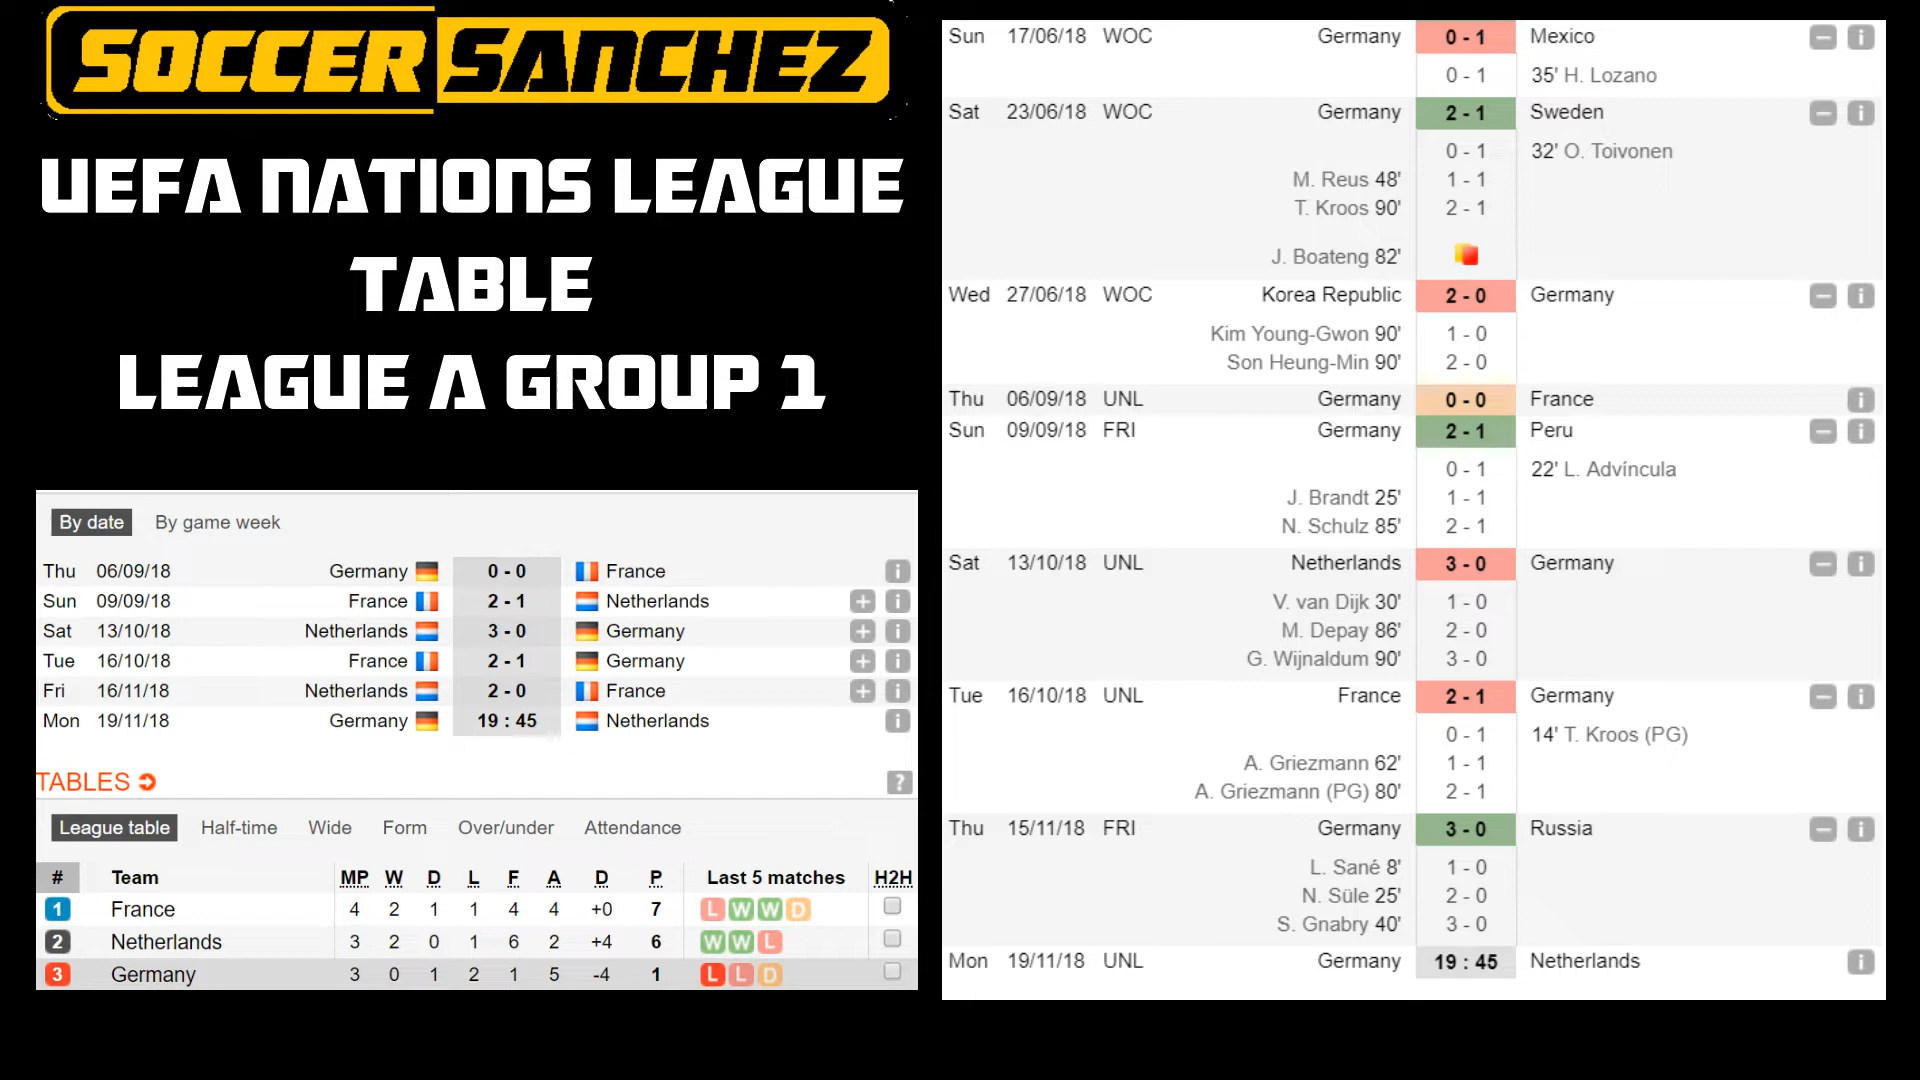 SOCCER SANCHEZ
UEFA NATIONS LEAGUE
TABLE
LEAGUE A GROUP 1
By date By game week
Thu 06/09/18 Germany 0 - 0 France
Sun 09/09/18 France 2 - 1 Netherlands
Sat 13/10/18 Netherlands 3 - 0 Germany
Tue 16/10/18 France 2 - 1 Germany
Fri 16/11/18 Netherlands 2 - 0 France
Mon 19/11/18 Germany 19 : 45 Netherlands
TABLES ?
League table Half-time Wide Form Over/under Attendance
# Team MP W D L F A D P Last 5 matches H2H
1 France 4 2 1 1 4 4 +0 7 L W W D
2 Netherlands 3 2 0 1 6 2 +4 6 W W L
3 Germany 3 0 1 2 1 5 -4 1 L L D
Sun 17/06/18 WOC Germany 0 - 1 Mexico
0 - 1 35' H. Lozano
Sat 23/06/18 WOC Germany 2 - 1 Sweden
0 - 1 32' O. Toivonen
M. Reus 48' 1 - 1
T. Kroos 90' 2 - 1
J. Boateng 82'
Wed 27/06/18 WOC Korea Republic 2 - 0 Germany
Kim Young-Gwon 90' 1 - 0
Son Heung-Min 90' 2 - 0
Thu 06/09/18 UNL Germany 0 - 0 France
Sun 09/09/18 FRI Germany 2 - 1 Peru
0 - 1 22' L. Advíncula
J. Brandt 25' 1 - 1
N. Schulz 85' 2 - 1
Sat 13/10/18 UNL Netherlands 3 - 0 Germany
V. van Dijk 30' 1 - 0
M. Depay 86' 2 - 0
G. Wijnaldum 90' 3 - 0
Tue 16/10/18 UNL France 2 - 1 Germany
0 - 1 14' T. Kroos (PG)
A. Griezmann 62' 1 - 1
A. Griezmann (PG) 80' 2 - 1
Thu 15/11/18 FRI Germany 3 - 0 Russia
L. Sané 8' 1 - 0
N. Süle 25' 2 - 0
S. Gnabry 40' 3 - 0
Mon 19/11/18 UNL Germany 19 : 45 Netherlands